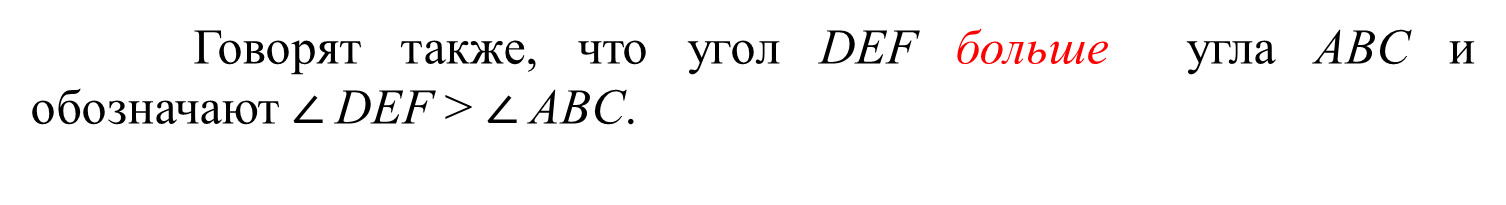 Говорят также, что угол DEF больше угла ABC и
обозначают ∠ DEF > ∠ ABC.